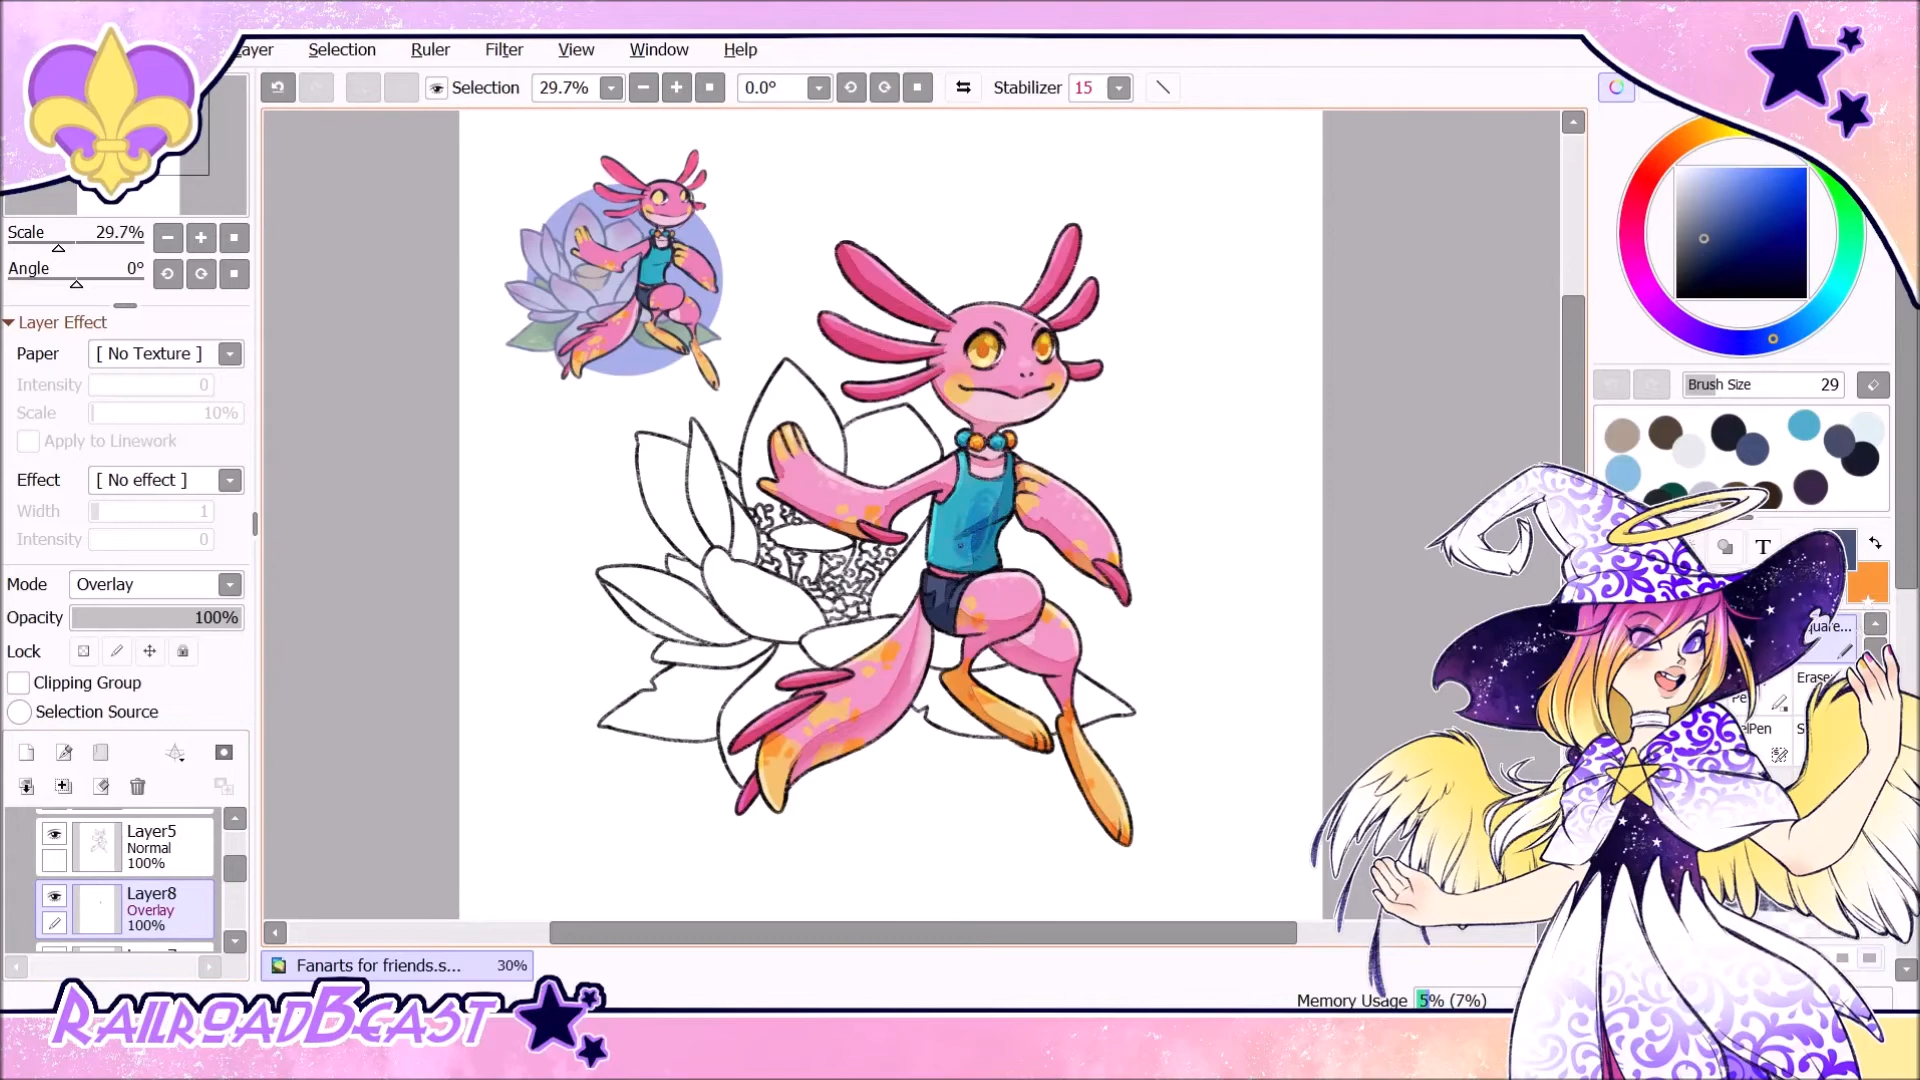 ayer Selection Ruler Filter View Window Help
Selection 29.7% 0.0° Stabilizer 15
Scale 29.7%
Angle 0°
Layer Effect
Paper [ No Texture ]
Intensity 0
Scale 10%
Apply to Linework
Effect [ No effect ]
Width 1
Intensity 0
Mode Overlay
Opacity 100%
Lock
Clipping Group
Selection Source
Layer5
Normal
100%
Layer8
Overlay
100%
Brush Size 29
T
quare...
Erase
elPen
Fanarts for friends.s... 30%
Memory Usage 5% (7%)
RailroadBeast